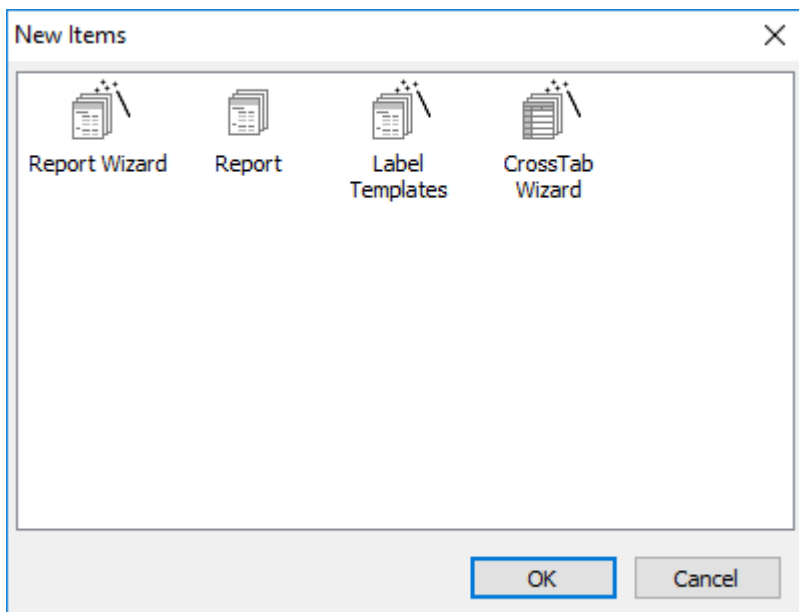 New Items
Report Wizard
Report
Label
Templates
CrossTab
Wizard
OK
Cancel